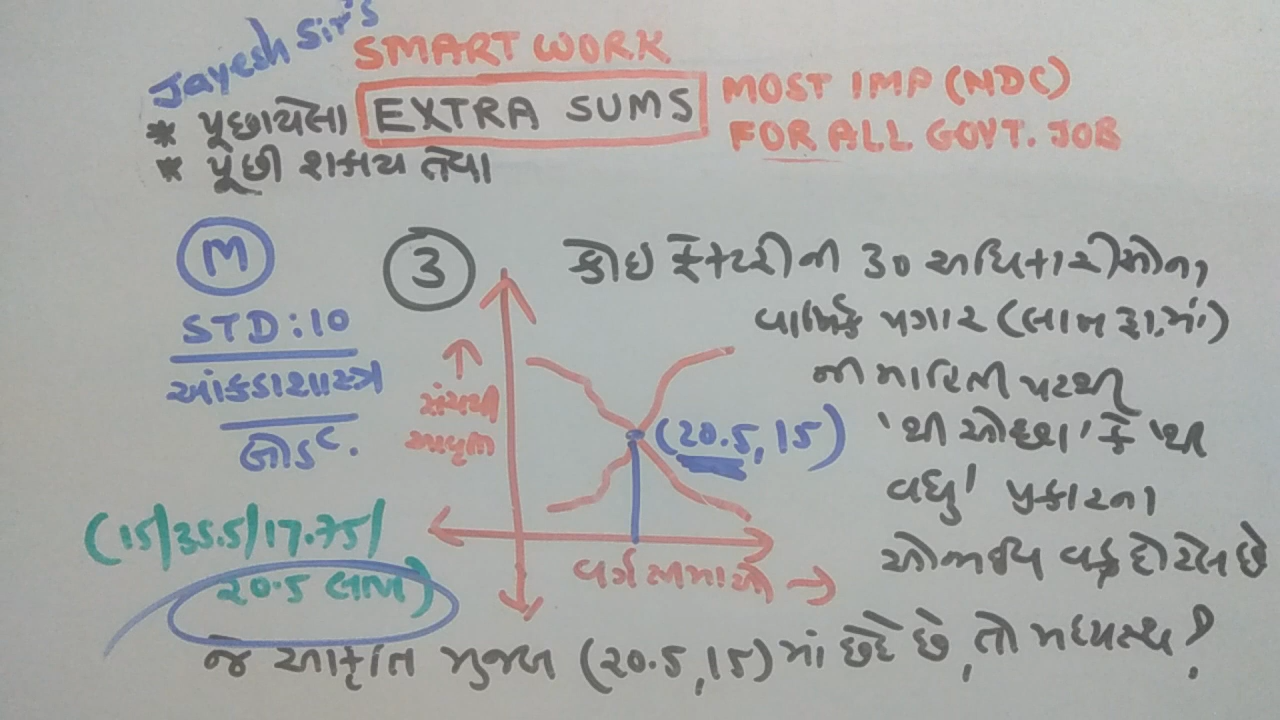 Jayesh Sir's
SMART WORK
* પૂછાયેલા
EXTRA SUMS
MOST IMP (NDC)
FOR ALL GOVT. JOB
* પૂછી શકાય તેવા
M
STD:10
આંકડાશાસ્ત્ર
બોર્ડ.
3
કોઇ ફેક્ટરીની 30 અધિકારીઓના
વાર્ષિક પગાર (લાખ રૂા.માં)
ની માહિતી પરથી
'થી ઓછા' કે 'થી
વધુ' પ્રકારના
ઓજાઇવ વક્ર દોરેલ છે
સંચયી
આવૃત્તિ
(20.5, 15)
વર્ગ સીમાઓ →
(15/35.5/17.75/
20.5 લાખ)
જે આકૃતિ મુજબ (20.5, 15) માં છેદે છે, તો મધ્યસ્થ?